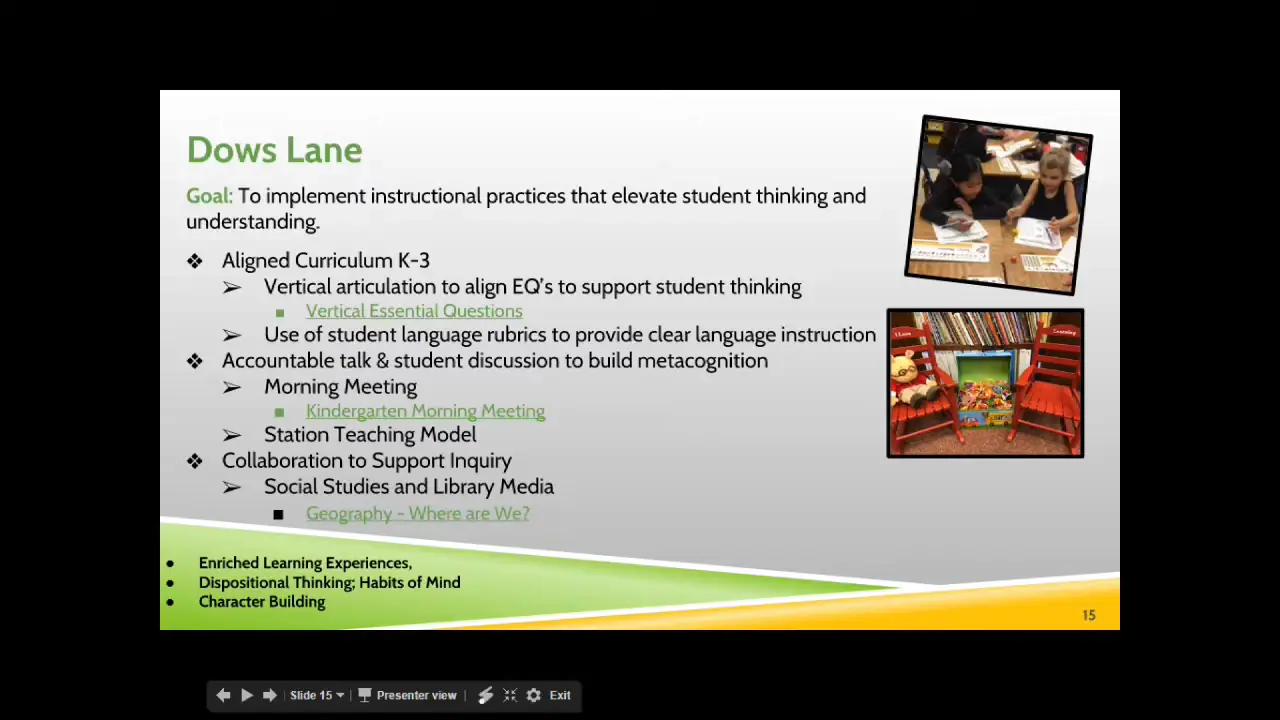 Dows Lane
Goal: To implement instructional practices that elevate student thinking and
understanding.
❖ Aligned Curriculum K-3
➢ Vertical articulation to align EQ's to support student thinking
■ Vertical Essential Questions
➢ Use of student language rubrics to provide clear language instruction
❖ Accountable talk & student discussion to build metacognition
➢ Morning Meeting
■ Kindergarten Morning Meeting
➢ Station Teaching Model
❖ Collaboration to Support Inquiry
➢ Social Studies and Library Media
■ Geography - Where are We?
● Enriched Learning Experiences,
● Dispositional Thinking; Habits of Mind
● Character Building
15
I Love
Learning
Slide 15
Presenter view
Exit